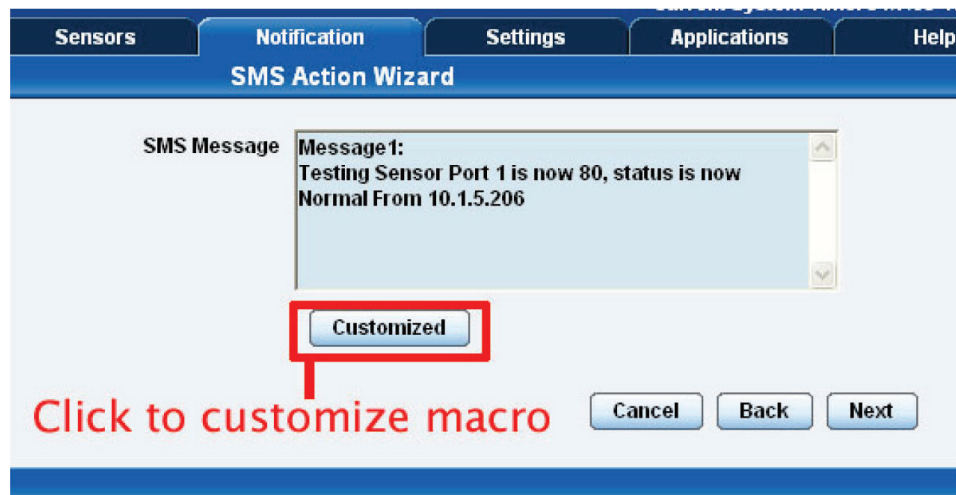 Sensors Notification Settings Applications Help
SMS Action Wizard
SMS Message
Message1:
Testing Sensor Port 1 is now 80, status is now
Normal From 10.1.5.206
Customized
Click to customize macro
Cancel Back Next